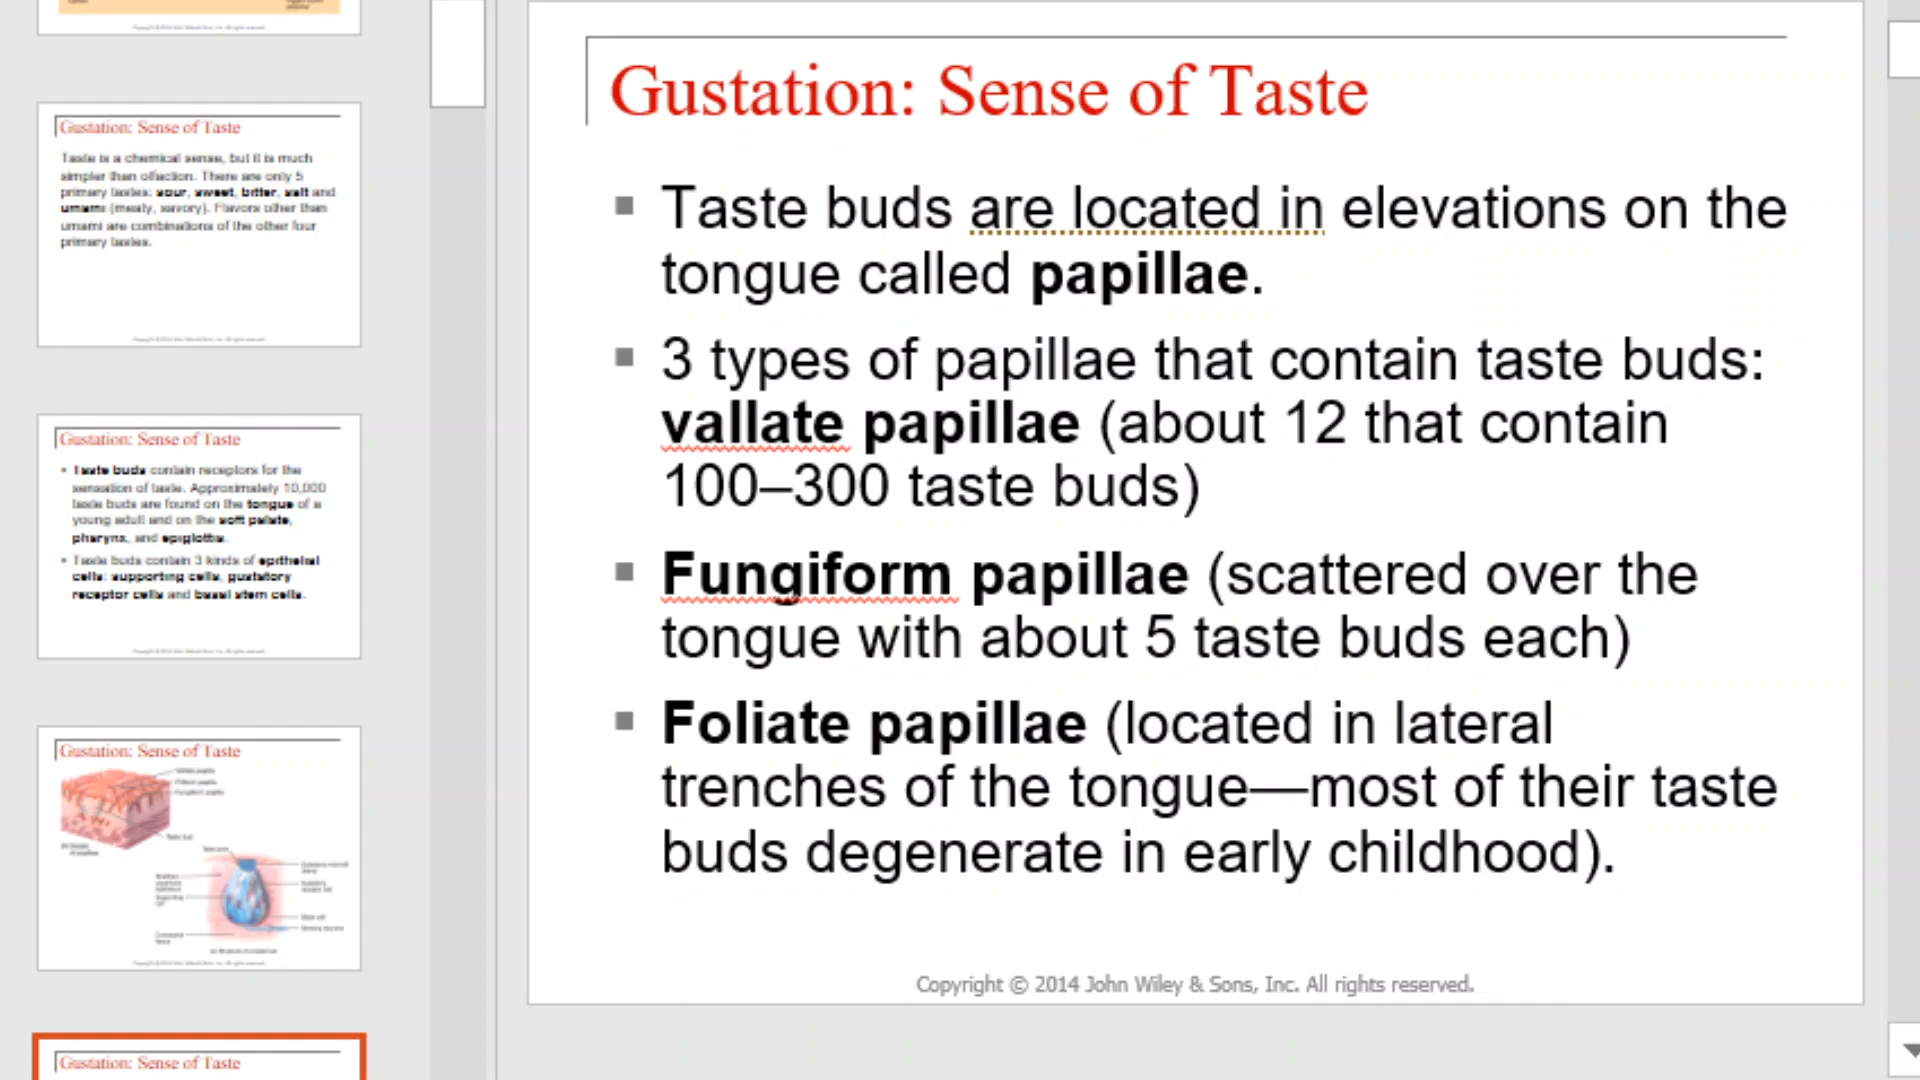 Gustation: Sense of Taste
Taste is a chemical sense, but it is much
simpler than olfaction. There are only 5
primary tastes: sour, sweet, bitter, salt and
umami (meaty, savory). Flavors other than
umami are combinations of the other four
primary tastes.
Gustation: Sense of Taste
Taste buds contain receptors for the
sensation of taste. Approximately 10,000
taste buds are found on the tongue of a
young adult and on the soft palate,
pharynx, and epiglottis.
Taste buds contain 3 kinds of epithelial
cells: supporting cells, gustatory
receptor cells and basal stem cells.
Gustation: Sense of Taste
Gustation: Sense of Taste
Gustation: Sense of Taste
▪ Taste buds are located in elevations on the
tongue called papillae.
▪ 3 types of papillae that contain taste buds:
vallate papillae (about 12 that contain
100–300 taste buds)
▪ Fungiform papillae (scattered over the
tongue with about 5 taste buds each)
▪ Foliate papillae (located in lateral
trenches of the tongue—most of their taste
buds degenerate in early childhood).
Copyright © 2014 John Wiley & Sons, Inc. All rights reserved.